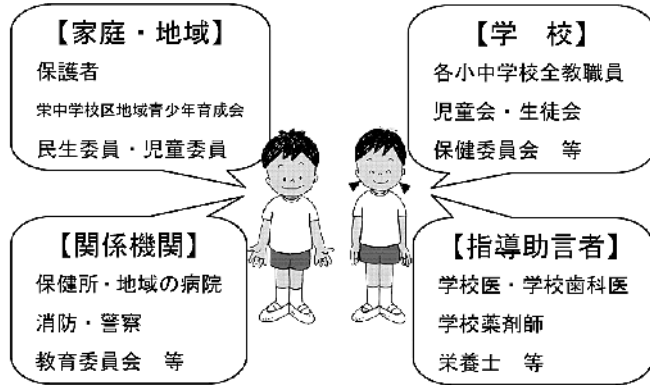 【家庭・地域】
保護者
栄中学校区地域青少年育成会
民生委員・児童委員
【学　校】
各小中学校全教職員
児童会・生徒会
保健委員会　等
【関係機関】
保健所・地域の病院
消防・警察
教育委員会　等
【指導助言者】
学校医・学校歯科医
学校薬剤師
栄養士　等